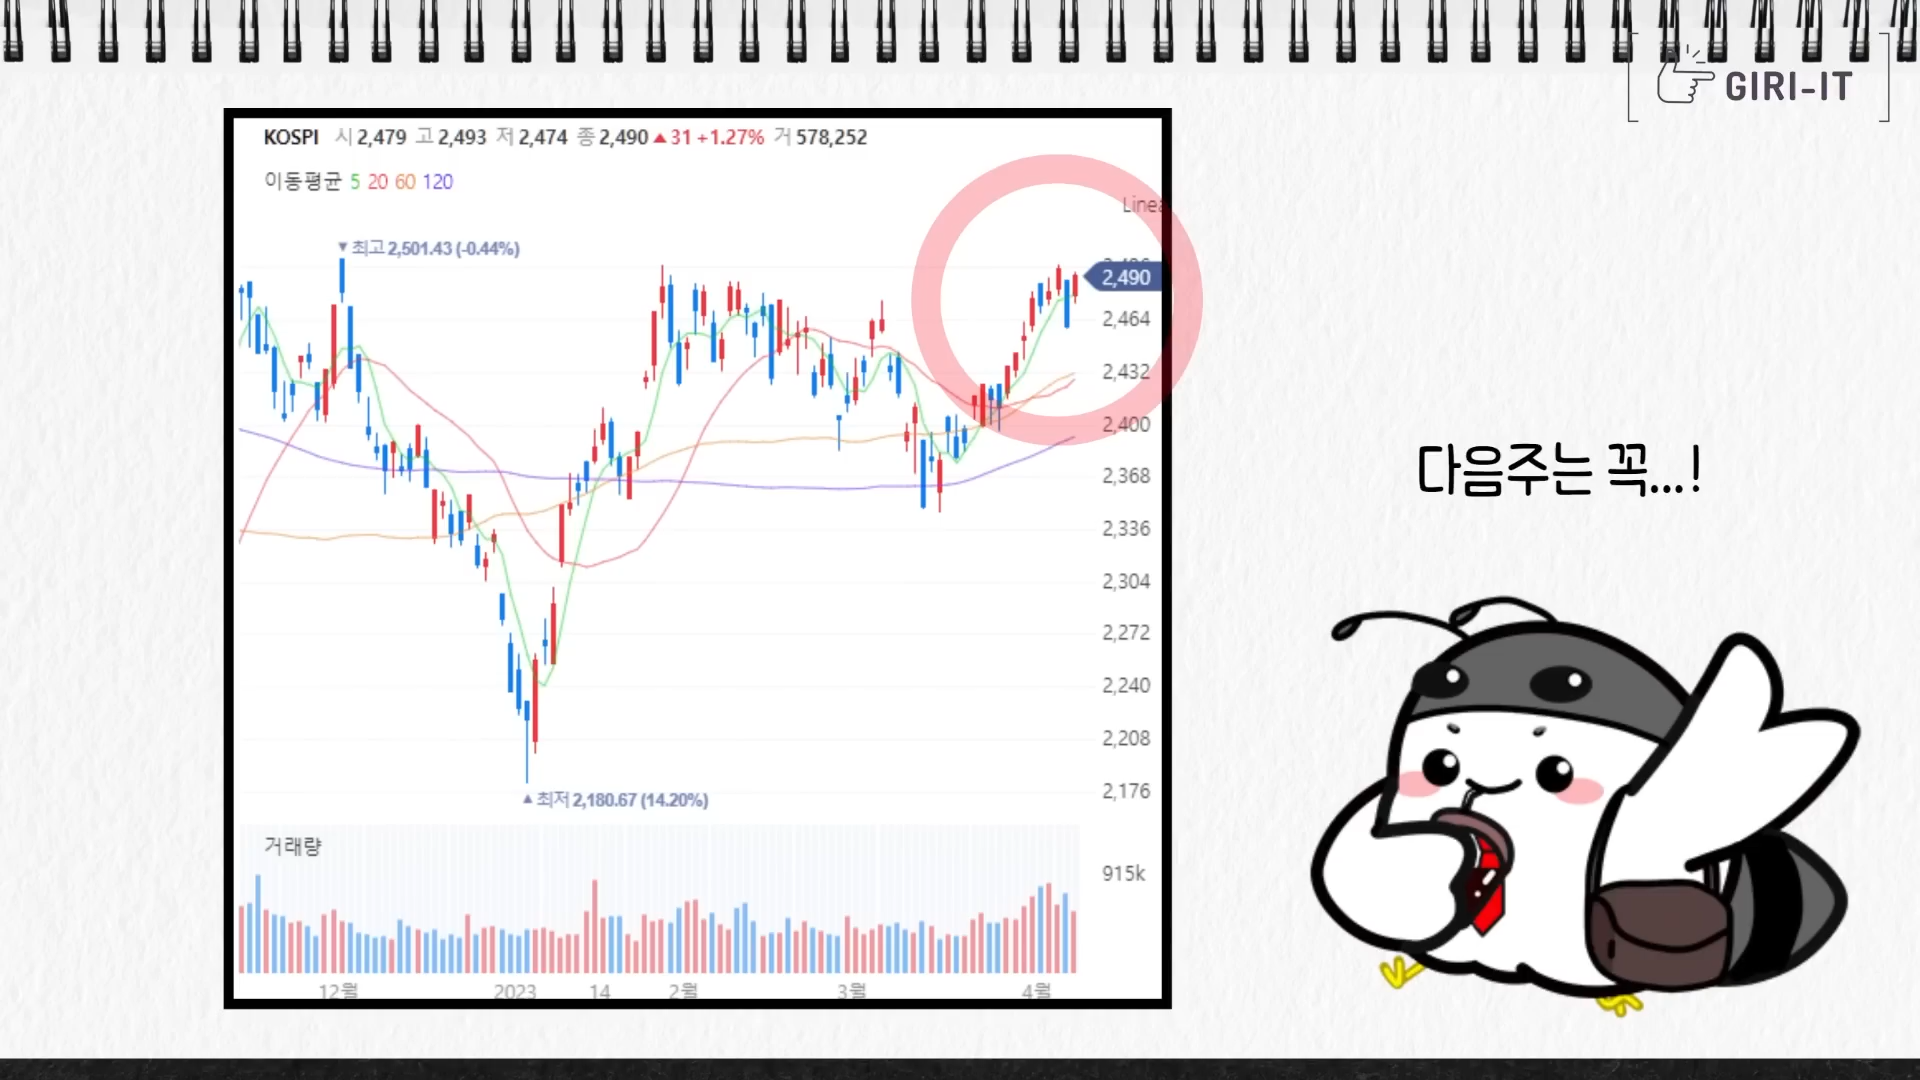 GIRI-IT
KOSPI 시 2,479 고 2,493 저 2,474 종 2,490 ▲ 31 +1.27% 거 578,252
이동평균 5 20 60 120
▼ 최고 2,501.43 (-0.44%)
2,490
2,464
2,432
2,400
2,368
2,336
2,304
2,272
2,240
2,208
2,176
▲ 최저 2,180.67 (14.20%)
거래량
915k
12월 2023 14 2월 3월 4월
다음주는 꼭...!